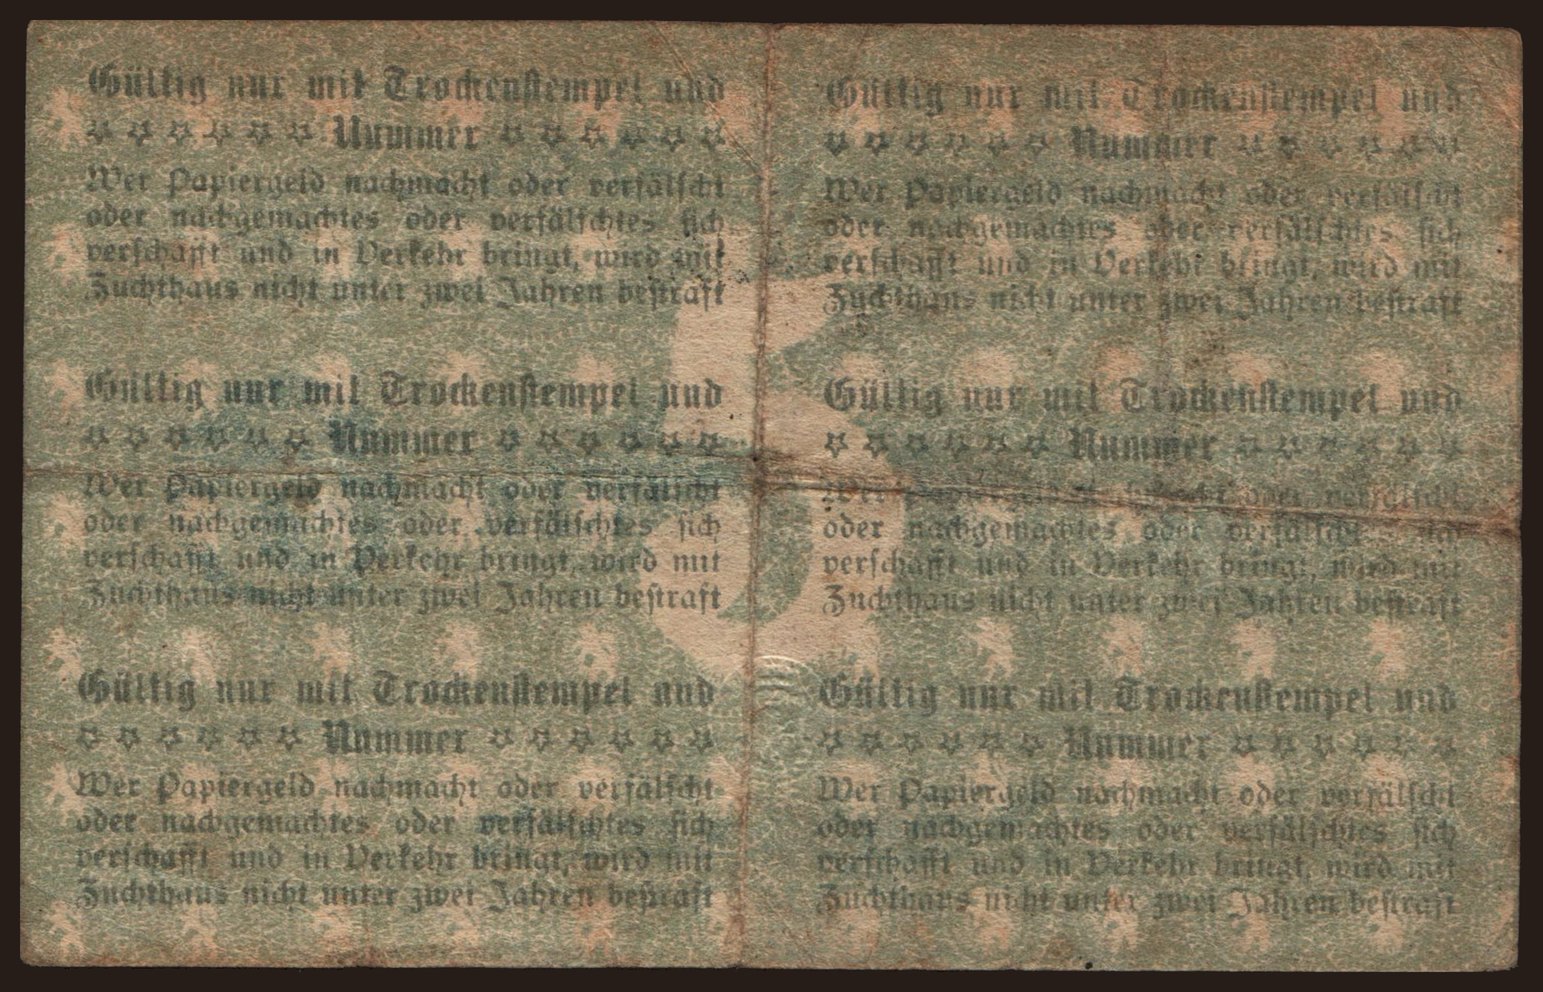 Gültig nur mit Trockenstempel und
Nummer
Wer Papiergeld nachmacht oder verfälscht
oder nachgemachtes oder verfälschtes sich
verschafft und in Verkehr bringt, wird mit
Zuchthaus nicht unter zwei Jahren bestraft
Gültig nur mit Trockenstempel und
Nummer
Wer Papiergeld nachmacht oder verfälscht
oder nachgemachtes oder verfälschtes sich
verschafft und in Verkehr bringt, wird mit
Zuchthaus nicht unter zwei Jahren bestraft
Gültig nur mit Trockenstempel und
Nummer
Wer Papiergeld nachmacht oder verfälscht
oder nachgemachtes oder verfälschtes sich
verschafft und in Verkehr bringt, wird mit
Zuchthaus nicht unter zwei Jahren bestraft
5
Gültig nur mit Trockenstempel und
Nummer
Wer Papiergeld nachmacht oder verfälscht
oder nachgemachtes oder verfälschtes sich
verschafft und in Verkehr bringt, wird mit
Zuchthaus nicht unter zwei Jahren bestraft
Gültig nur mit Trockenstempel und
Nummer
Wer nachmacht oder verfälscht
oder nachgemachtes oder verfälschtes sich
verschafft und in Verkehr bringt, wird mit
Zuchthaus nicht unter zwei Jahren bestraft
Gültig nur mit Trockenstempel und
Nummer
Wer Papiergeld nachmacht oder verfälscht
oder nachgemachtes oder verfälschtes sich
verschafft und in Verkehr bringt, wird mit
Zuchthaus nicht unter zwei Jahren bestraft